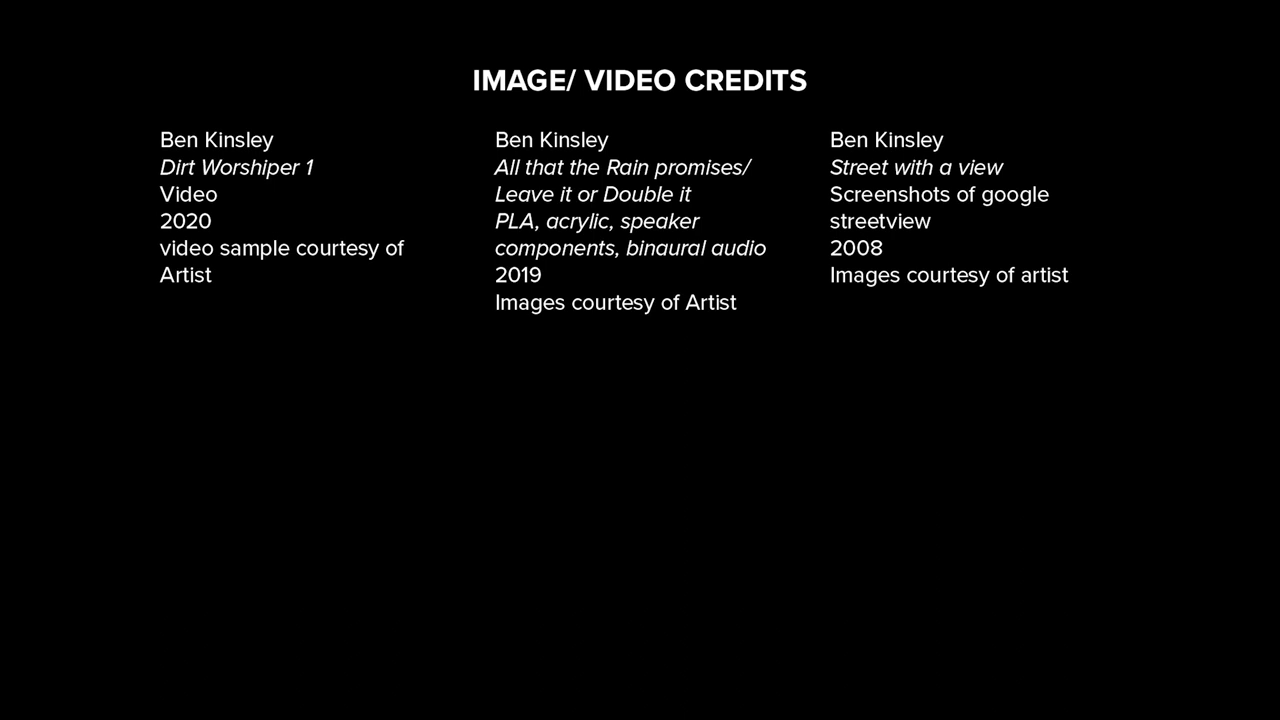 IMAGE/ VIDEO CREDITS
Ben Kinsley
Dirt Worshiper 1
Video
2020
video sample courtesy of
Artist
Ben Kinsley
All that the Rain promises/
Leave it or Double it
PLA, acrylic, speaker
components, binaural audio
2019
Images courtesy of Artist
Ben Kinsley
Street with a view
Screenshots of google
streetview
2008
Images courtesy of artist